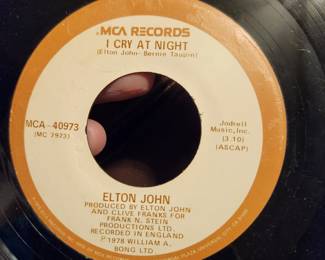 MCA RECORDS
I CRY AT NIGHT
(Elton John-Bernie Taupin)
MCA-40973
(MC 7973)
Jodrell
Music, Inc.
(3:10)
(ASCAP)
ELTON JOHN
PRODUCED BY ELTON JOHN
AND CLIVE FRANKS FOR
FRANK N. STEIN
PRODUCTIONS LTD.
RECORDED IN ENGLAND
℗ 1978 WILLIAM A.
BONG LTD.